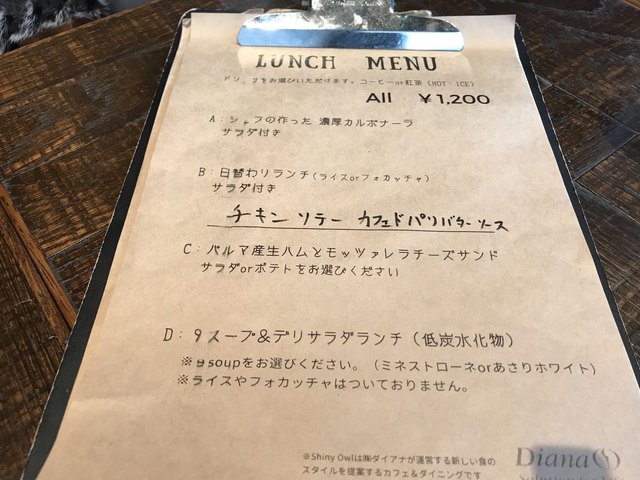 LUNCH MENU
ドリンクをお選びいただけます。コーヒーor紅茶（HOT・ICE）
All ￥1,200
A：シェフの作った 濃厚カルボナーラ
サラダ付き
B：日替わりランチ（ライスorフォカッチャ）
サラダ付き
チキンソテー カフェドパリバターソース
C：パルマ産生ハムとモッツァレラチーズサンド
サラダorポテトをお選びください
D：9スープ＆デリサラダランチ（低炭水化物）
※9soupをお選びください。（ミネストローネorあさりホワイト）
※ライスやフォカッチャはついておりません。
※Shiny Owlは㈱ダイアナが運営する新しい食の
スタイルを提案するカフェ＆ダイニングです
Diana